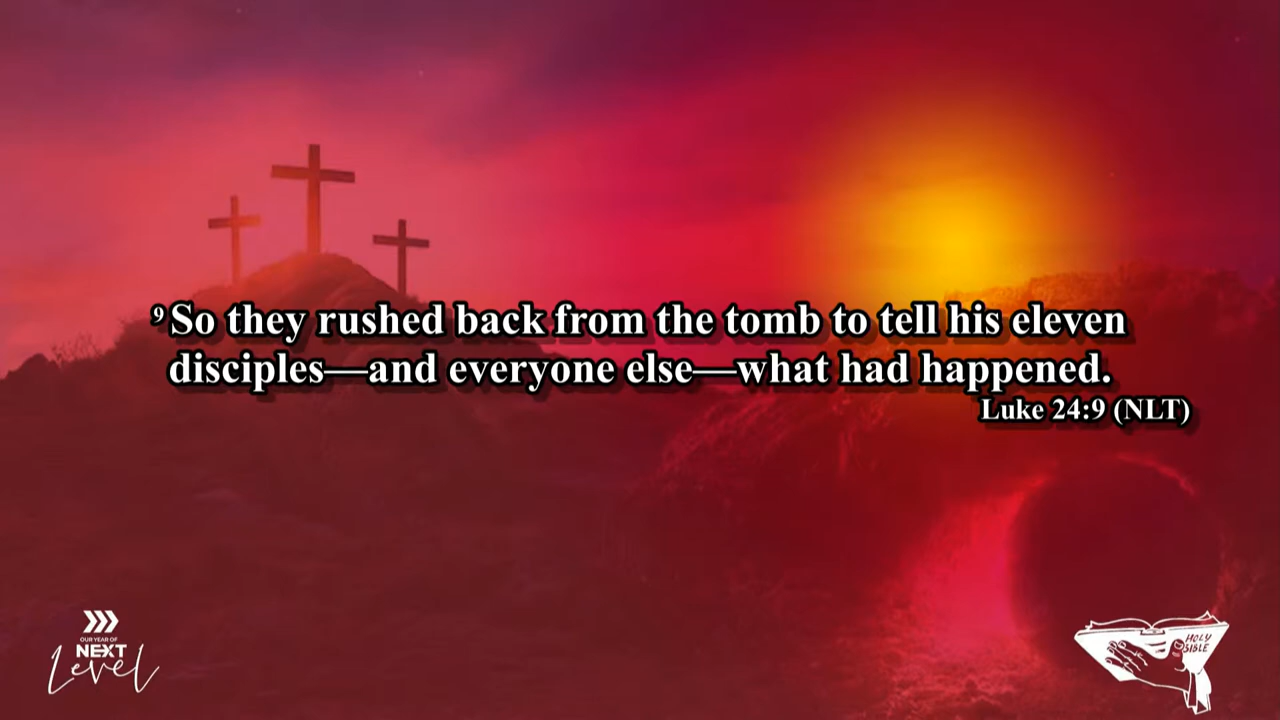 ⁹So they rushed back from the tomb to tell his eleven
disciples—and everyone else—what had happened.
Luke 24:9 (NLT)
OUR YEAR OF
NEXT
Level
HOLY
BIBLE